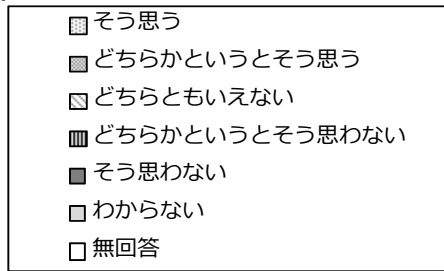 そう思う
どちらかというとそう思う
どちらともいえない
どちらかというとそう思わない
そう思わない
わからない
無回答